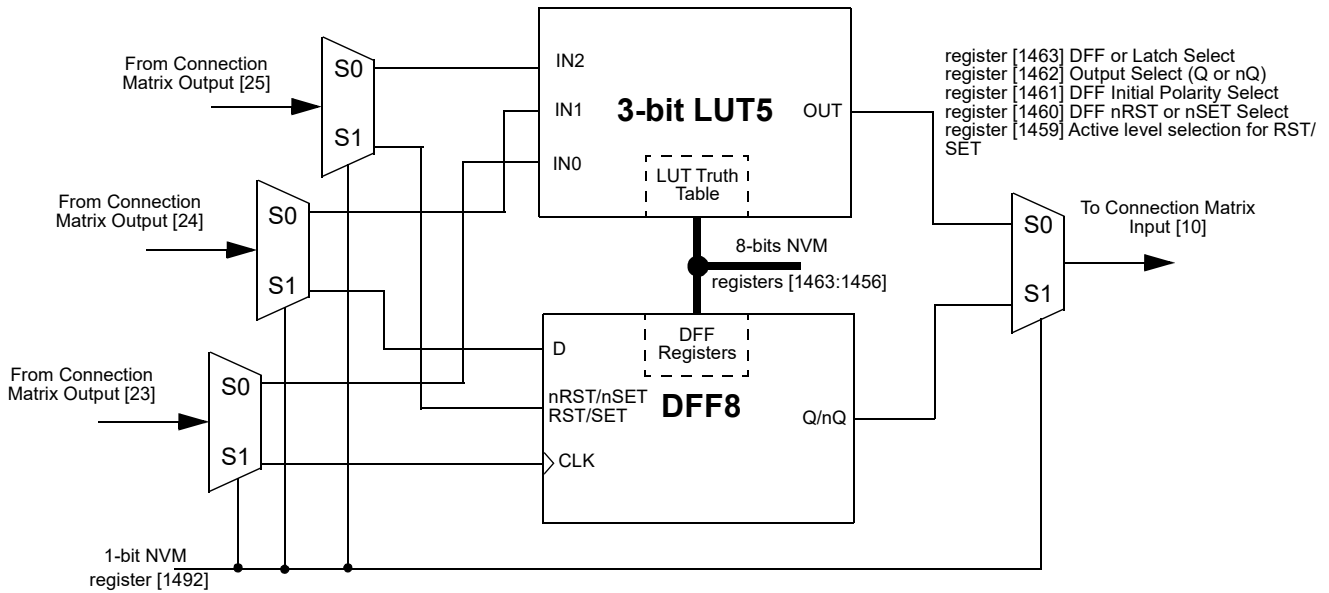 From Connection
Matrix Output [25]
S0
S1
IN2
IN1
IN0
3-bit LUT5
OUT
LUT Truth
Table
register [1463] DFF or Latch Select
register [1462] Output Select (Q or nQ)
register [1461] DFF Initial Polarity Select
register [1460] DFF nRST or nSET Select
register [1459] Active level selection for RST/
SET
From Connection
Matrix Output [24]
S0
S1
8-bits NVM
registers [1463:1456]
S0
S1
To Connection Matrix
Input [10]
From Connection
Matrix Output [23]
S0
S1
D
nRST/nSET
RST/SET
CLK
DFF
Registers
DFF8
Q/nQ
1-bit NVM
register [1492]